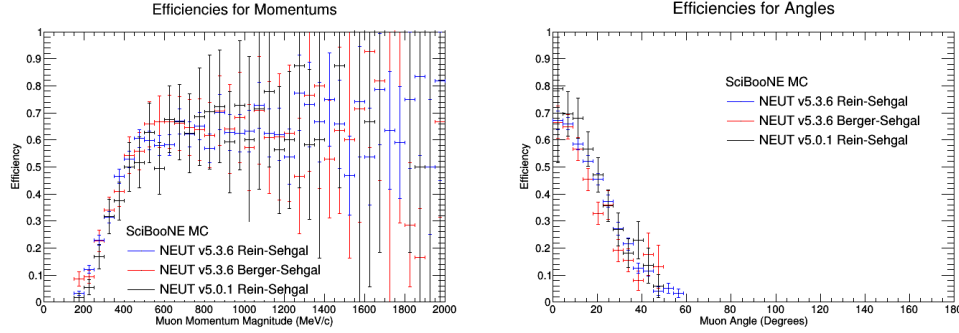 Efficiencies for Momentums
Efficiency
1
0.9
0.8
0.7
0.6
0.5
0.4
0.3
0.2
0.1
0
SciBooNE MC
NEUT v5.3.6 Rein-Sehgal
NEUT v5.3.6 Berger-Sehgal
NEUT v5.0.1 Rein-Sehgal
0 200 400 600 800 1000 1200 1400 1600 1800 2000
Muon Momentum Magnitude (MeV/c)
Efficiencies for Angles
Efficiency
1
0.9
0.8
0.7
0.6
0.5
0.4
0.3
0.2
0.1
0
SciBooNE MC
NEUT v5.3.6 Rein-Sehgal
NEUT v5.3.6 Berger-Sehgal
NEUT v5.0.1 Rein-Sehgal
0 20 40 60 80 100 120 140 160 180
Muon Angle (Degrees)